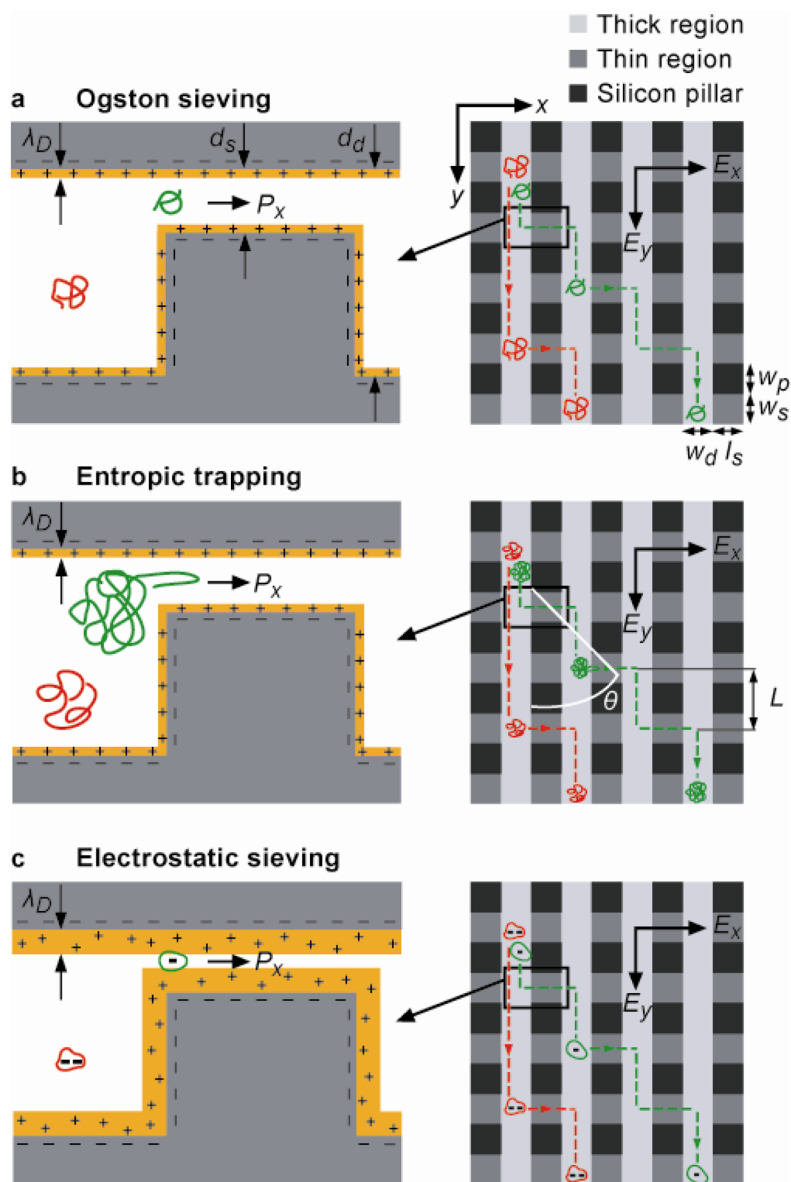 Thick region
Thin region
Silicon pillar
a Ogston sieving
λD ds dd
Px
x
y
Ex
Ey
wp
ws
wd ls
b Entropic trapping
λD
Px
Ex
Ey
θ
L
c Electrostatic sieving
λD
Px
Ex
Ey